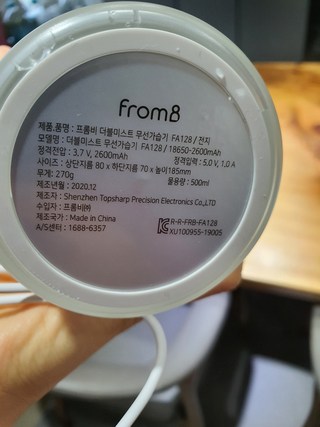 fromB
제품,품명 : 프롬비 더블미스트 무선가습기 FA128 / 전지
모델명 : 더블미스트 무선가습기 FA128 / 18650-2600mAh
정격전압 : 3.7 V, 2600mAh 정격입력 : 5.0 V, 1.0 A
사이즈 : 상단지름 80 x 하단지름 70 x 높이185mm
무게 : 270g 물용량 : 500ml
제조년월 : 2020.12
제조자 : Shenzhen Topsharp Precision Electronics Co.,LTD
수입자 : 프롬비㈜
제조국가 : Made in China
A/S센터 : 1688-6357
R-R-FRB-FA128
XU100955-19005